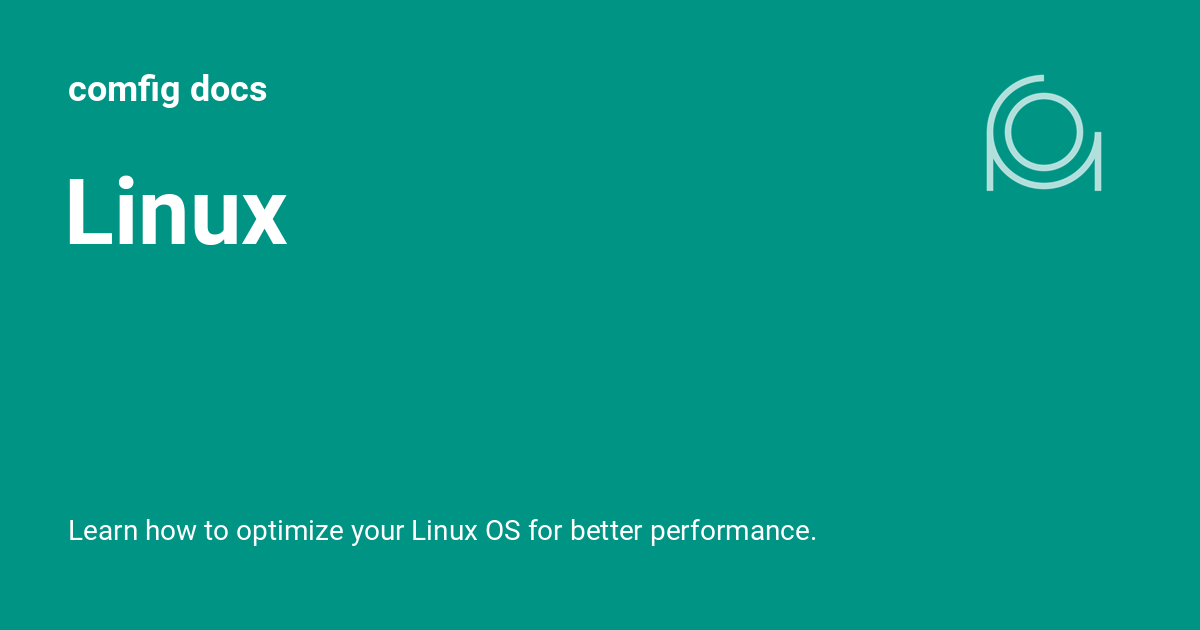 comfig docs
Linux
Learn how to optimize your Linux OS for better performance.